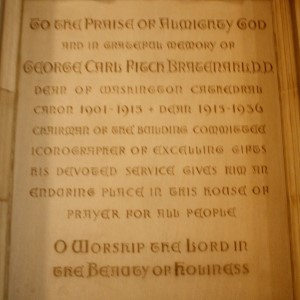 To the Praise of Almighty God
and in grateful memory of
George Carl Fitch Bratenahl, D.D.
Dean of Washington Cathedral
Canon 1901-1915 + Dean 1915-1936
Chairman of the Building Committee
Iconographer of excelling gifts
his devoted service gives him an
enduring place in this house of
prayer for all people
O Worship the Lord in
the Beauty of Holiness